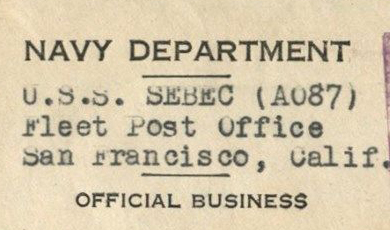 NAVY DEPARTMENT
U.S.S. SEBEC (AO87)
Fleet Post Office
San Francisco, Calif.
OFFICIAL BUSINESS